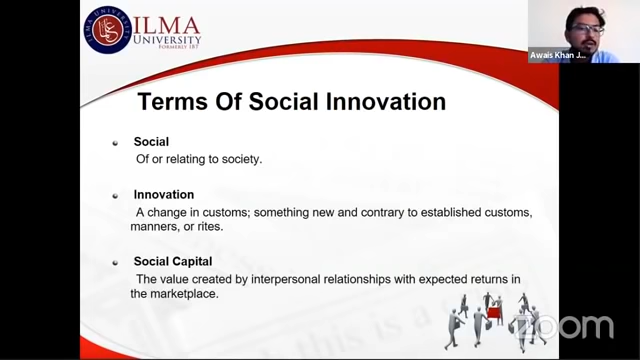 ILMA
UNIVERSITY
FORMERLY IBT
Awais Khan J...
Terms Of Social Innovation
Social
Of or relating to society.
Innovation
A change in customs; something new and contrary to established customs,
manners, or rites.
Social Capital
The value created by interpersonal relationships with expected returns in
the marketplace.
zoom